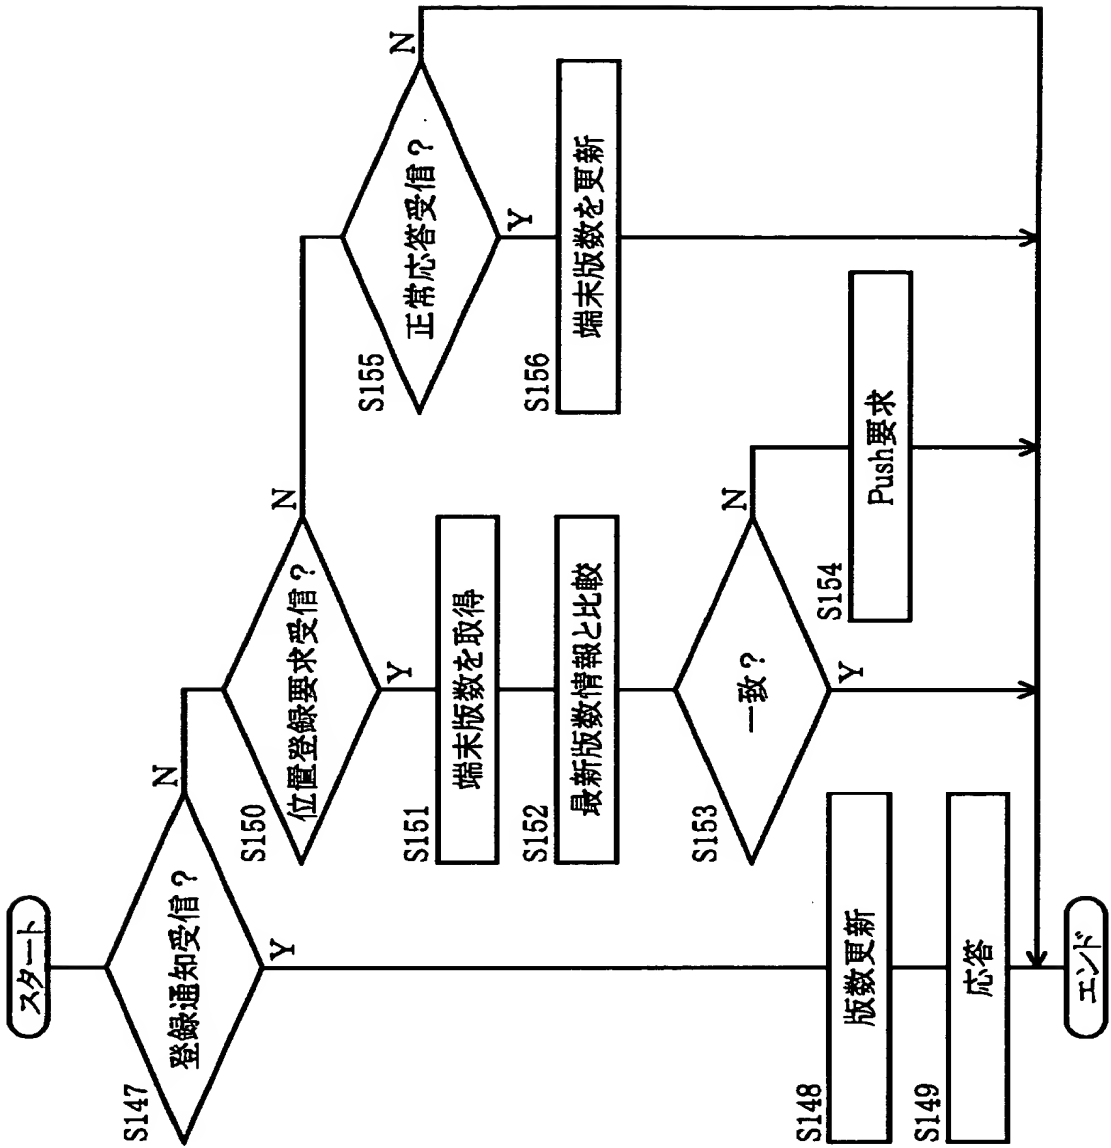 スタート
S147
登録通知受信?
Y
N
S148
版数更新
S149
応答
S150
位置登録要求受信?
Y
N
S151
端末版数を取得
S152
最新版数情報と比較
S153
一致?
Y
N
S154
Push要求
S155
正常応答受信?
Y
N
S156
端末版数を更新
エンド